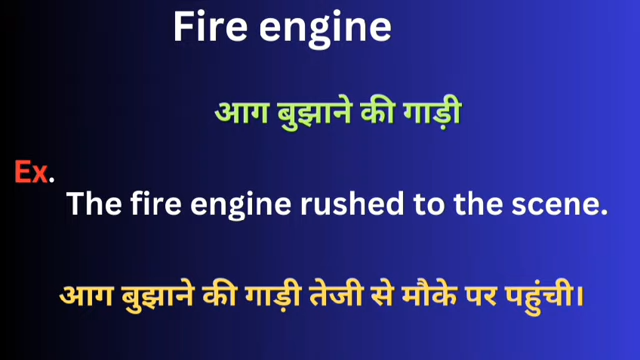 Fire engine
आग बुझाने की गाड़ी
Ex.
The fire engine rushed to the scene.
आग बुझाने की गाड़ी तेजी से मौके पर पहुंची।